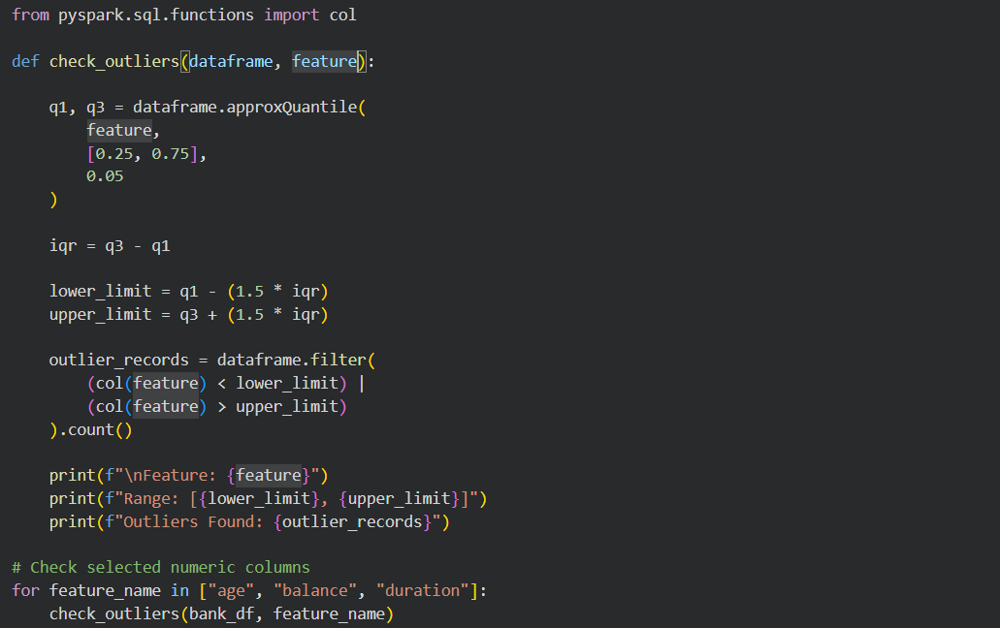 from pyspark.sql.functions import col
def check_outliers(dataframe, feature):
q1, q3 = dataframe.approxQuantile(
feature,
[0.25, 0.75],
0.05
)
iqr = q3 - q1
lower_limit = q1 - (1.5 * iqr)
upper_limit = q3 + (1.5 * iqr)
outlier_records = dataframe.filter(
(col(feature) < lower_limit) |
(col(feature) > upper_limit)
).count()
print(f"\nFeature: {feature}")
print(f"Range: [{lower_limit}, {upper_limit}]")
print(f"Outliers Found: {outlier_records}")
# Check selected numeric columns
for feature_name in ["age", "balance", "duration"]:
check_outliers(bank_df, feature_name)